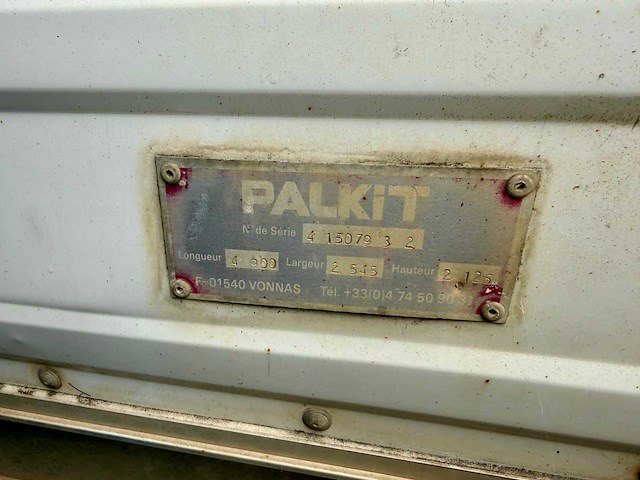 PALKIT
N° de Série 4 15079 3 2
Longueur 4 900 Largeur 2 545 Hauteur 2,125
F-01540 VONNAS Tél. +33(0)4 74 50 90